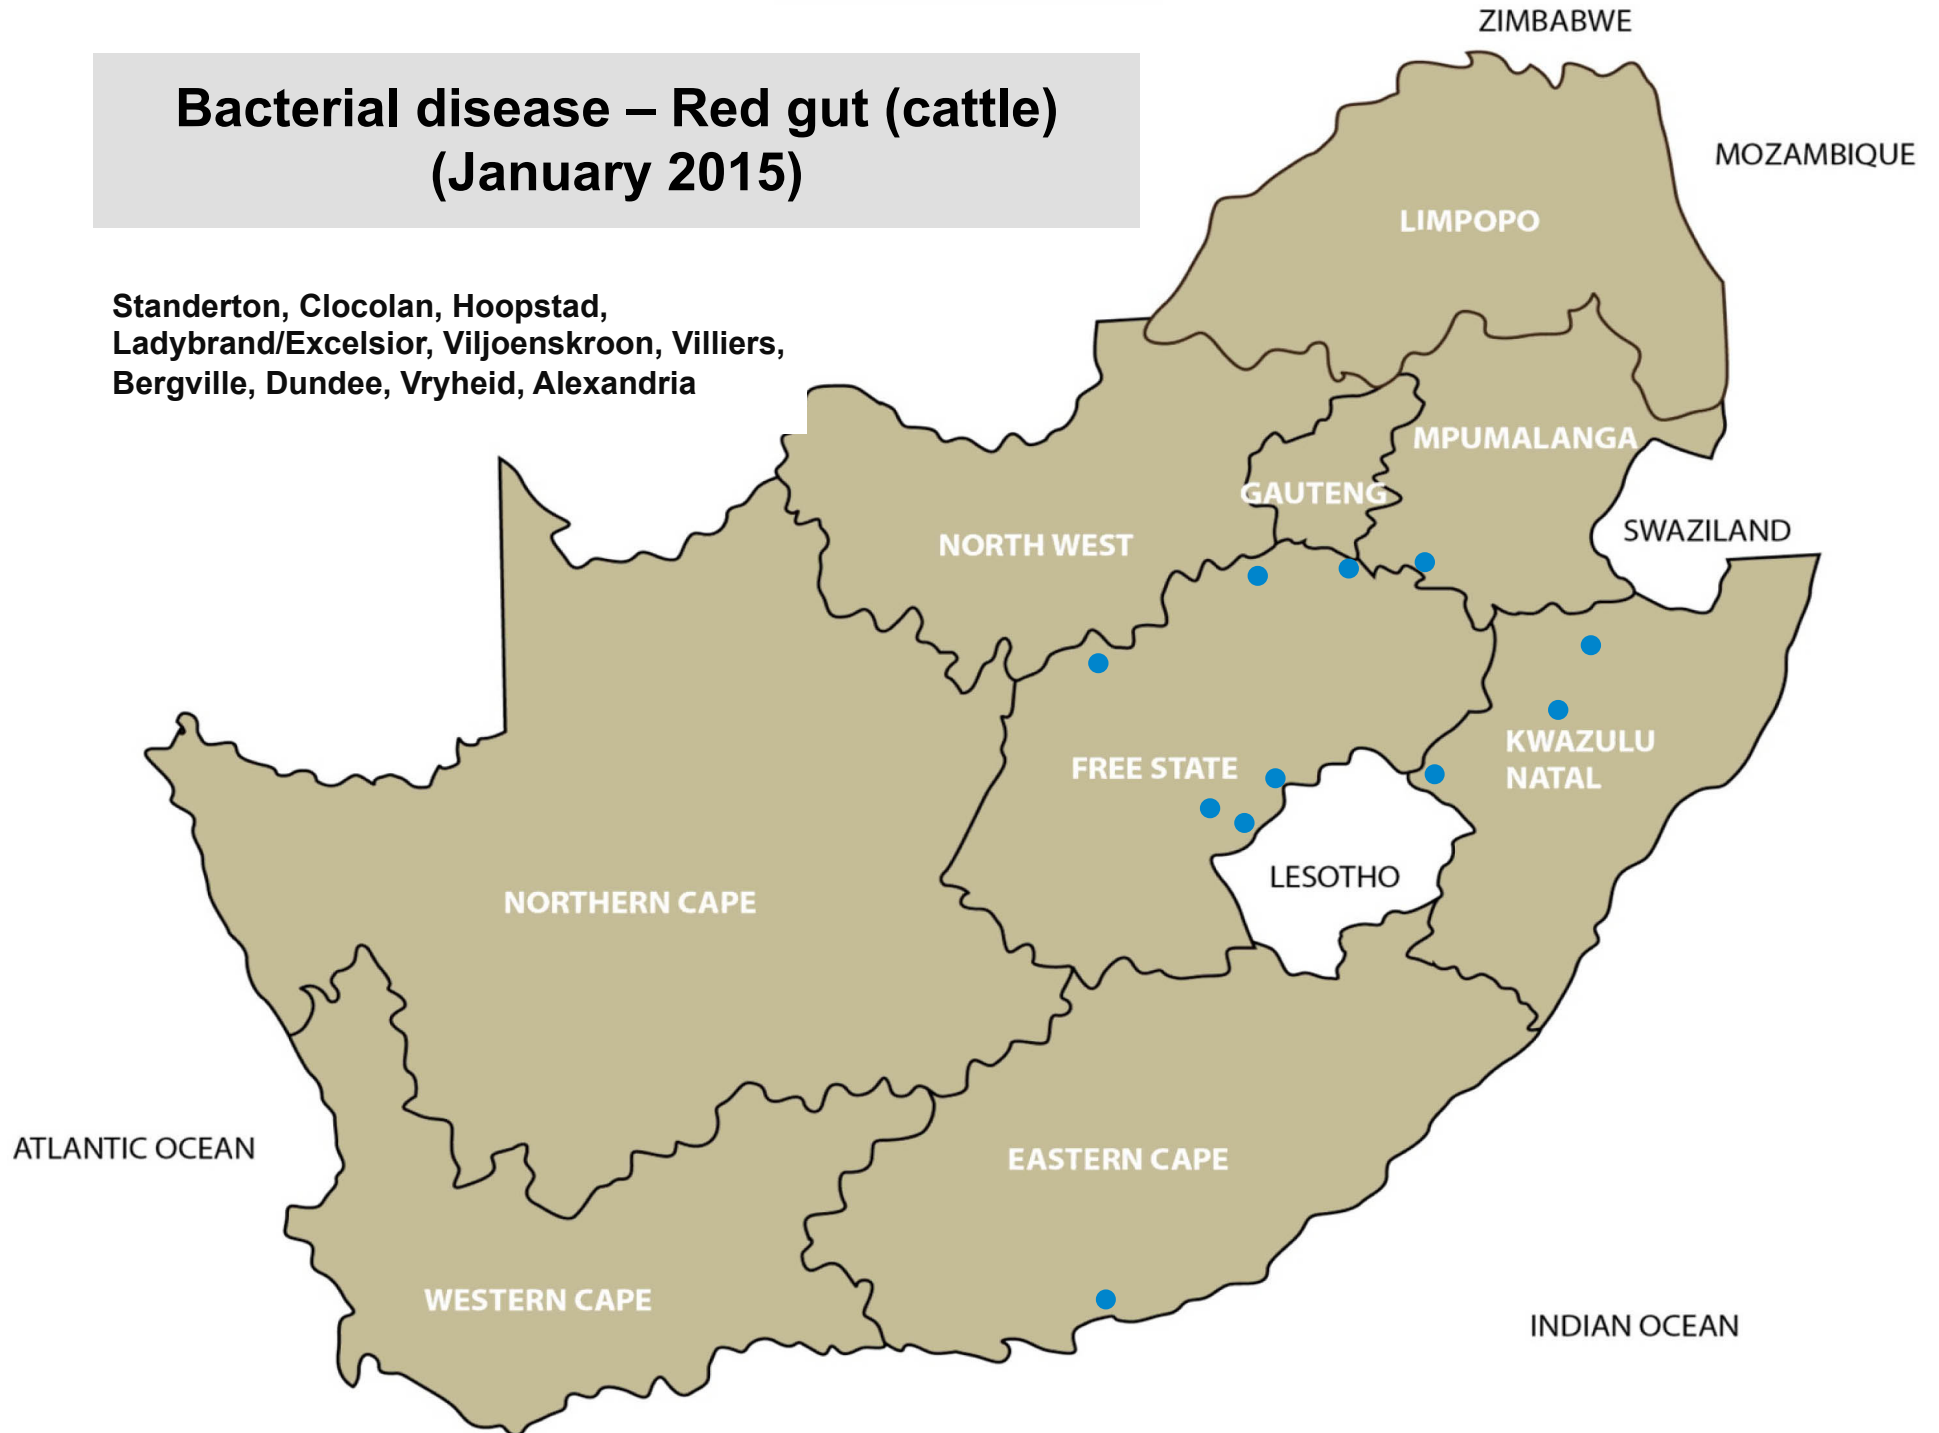 ZIMBABWE
Bacterial disease – Red gut (cattle)
(January 2015)
MOZAMBIQUE
LIMPOPO
Standerton, Clocolan, Hoopstad,
Ladybrand/Excelsior, Viljoenskroon, Villiers,
Bergville, Dundee, Vryheid, Alexandria
MPUMALANGA
GAUTENG
SWAZILAND
NORTH WEST
KWAZULU
NATAL
FREE STATE
LESOTHO
NORTHERN CAPE
ATLANTIC OCEAN
EASTERN CAPE
WESTERN CAPE
INDIAN OCEAN